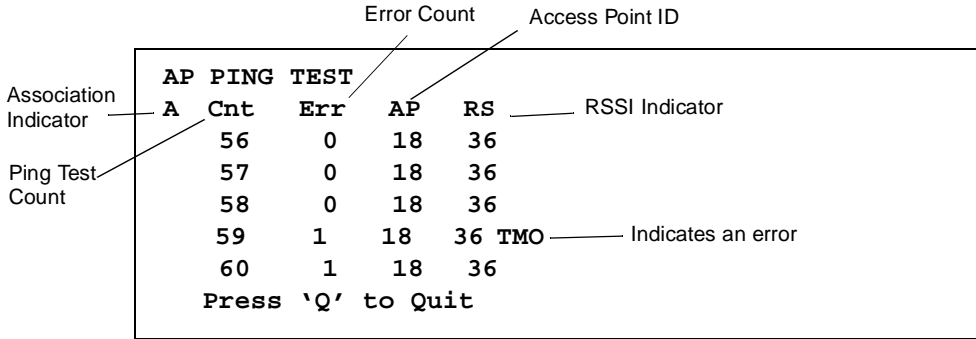 Error Count
Access Point ID
AP PING TEST
Association
Indicator
A Cnt Err AP RS
RSSI Indicator
56 0 18 36
Ping Test
Count
57 0 18 36
58 0 18 36
59 1 18 36 TMO
Indicates an error
60 1 18 36
Press ‘Q’ to Quit